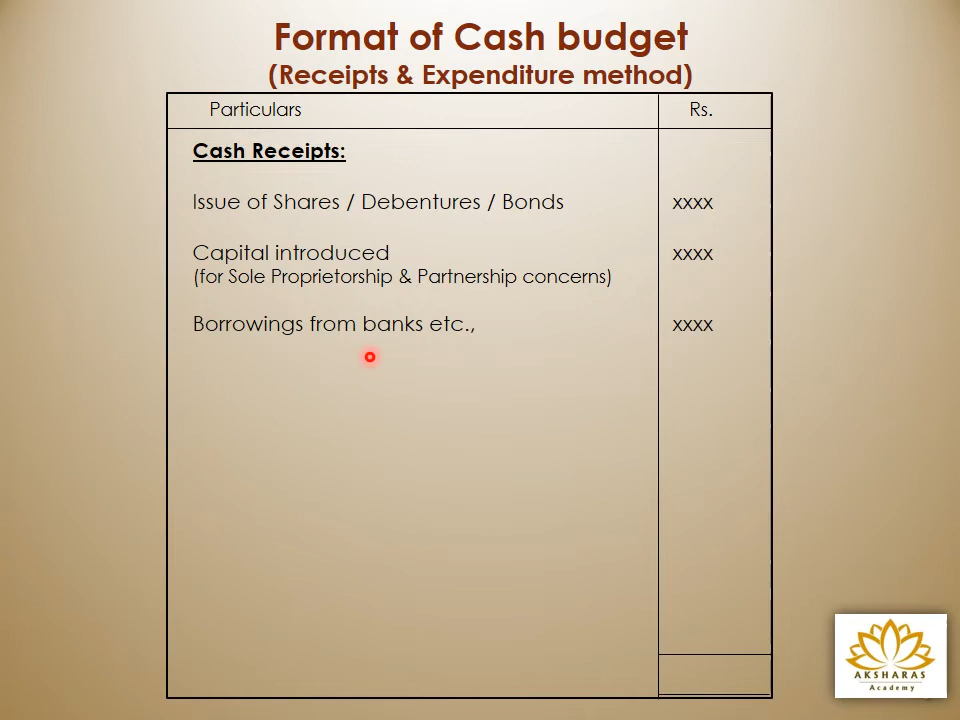 Format of Cash budget
(Receipts & Expenditure method)
Particulars Rs.
Cash Receipts:
Issue of Shares / Debentures / Bonds xxxx
Capital introduced xxxx
(for Sole Proprietorship & Partnership concerns)
Borrowings from banks etc., xxxx
AKSHARAS
Academy